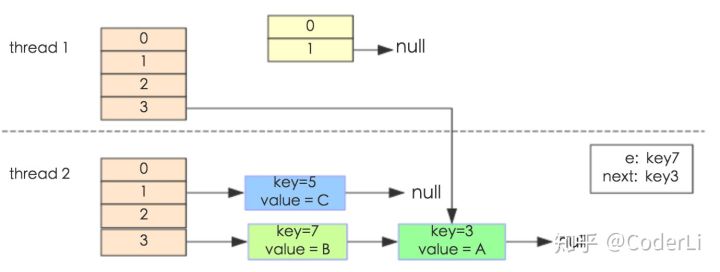 thread 1
0
1
2
3
0
1
null
thread 2
0
1
2
3
key=5
value = C
null
key=7
value = B
key=3
value = A
null
e: key7
next: key3
知乎 @CoderLi